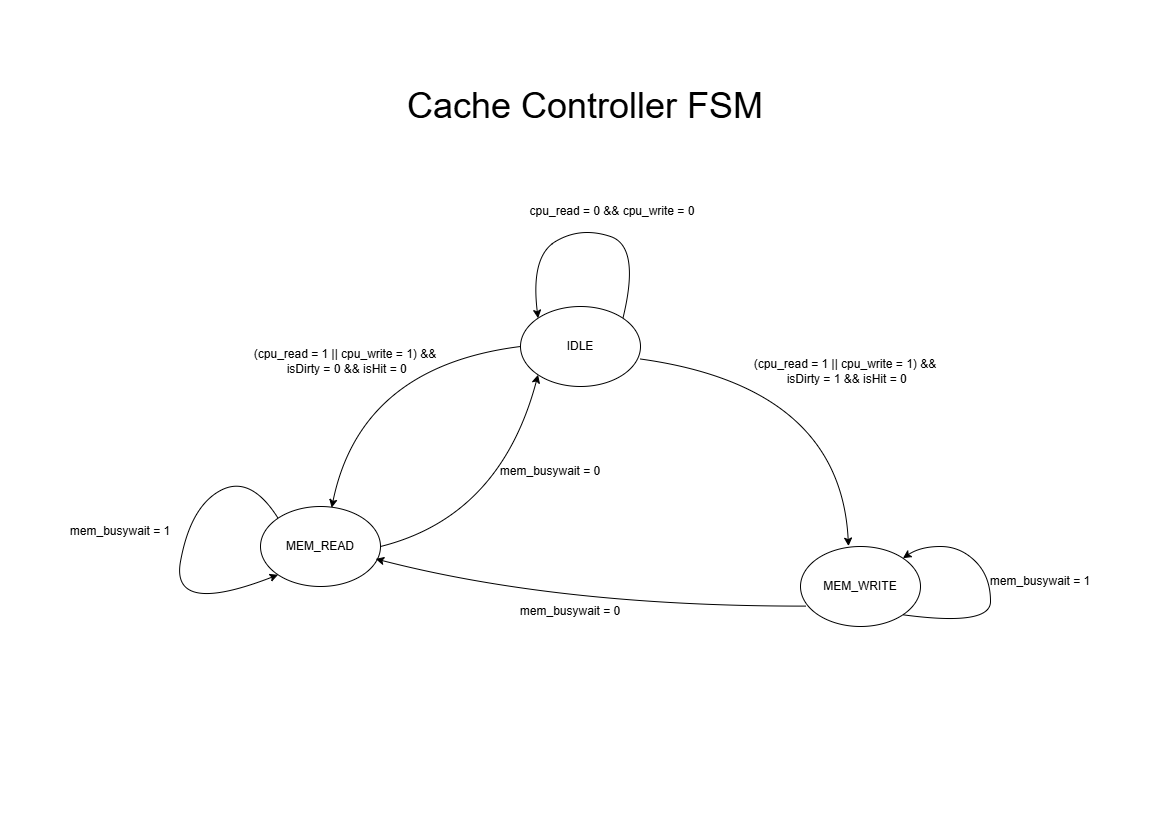 Cache Controller FSM
cpu_read = 0 && cpu_write = 0
IDLE
(cpu_read = 1 || cpu_write = 1) &&
isDirty = 0 && isHit = 0
(cpu_read = 1 || cpu_write = 1) &&
isDirty = 1 && isHit = 0
mem_busywait = 0
mem_busywait = 1
MEM_READ
MEM_WRITE
mem_busywait = 1
mem_busywait = 0